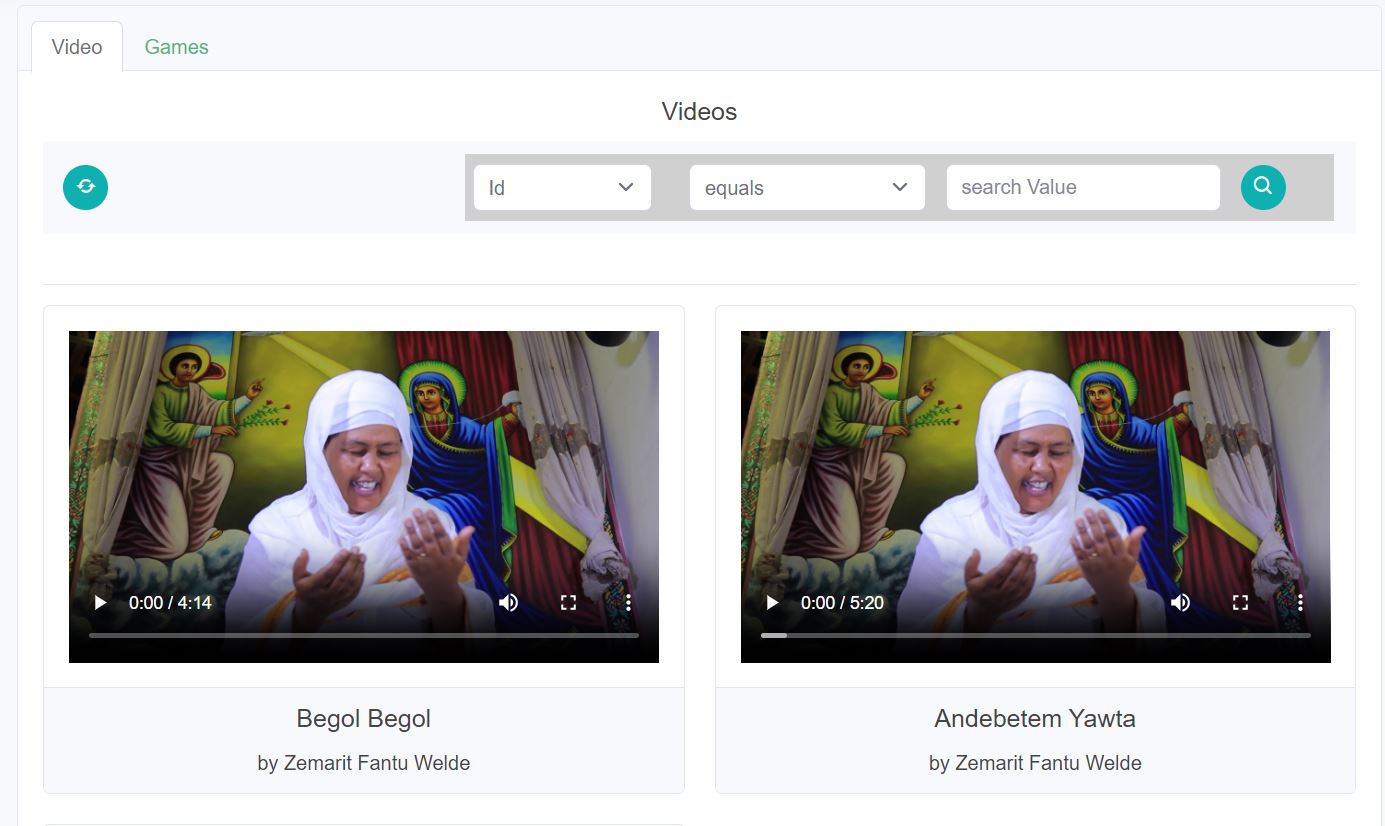 Video Games
Videos
Id equals search Value
0:00 / 4:14 0:00 / 5:20
Begol Begol Andebetem Yawta
by Zemarit Fantu Welde by Zemarit Fantu Welde